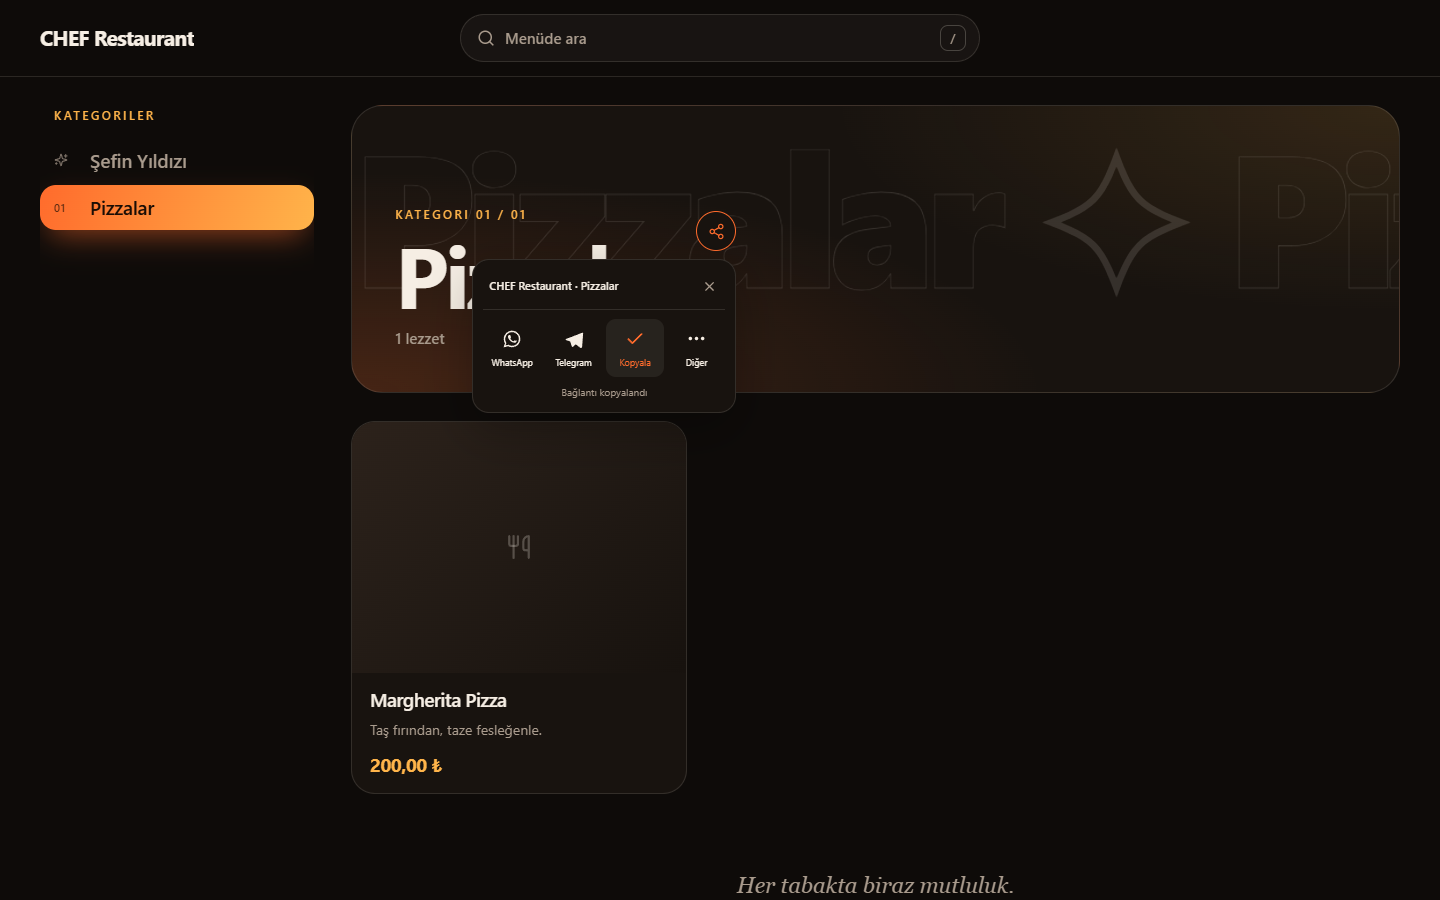 CHEF Restaurant
Menüde ara
/
KATEGORILER
Şefin Yıldızı
01 Pizzalar
Pizzalar
KATEGORI 01 / 01
1 lezzet
CHEF Restaurant · Pizzalar
WhatsApp Telegram Kopyala Diğer
Bağlantı kopyalandı
Margherita Pizza
Taş fırından, taze fesleğenle.
200,00 ₺
Her tabakta biraz mutluluk.